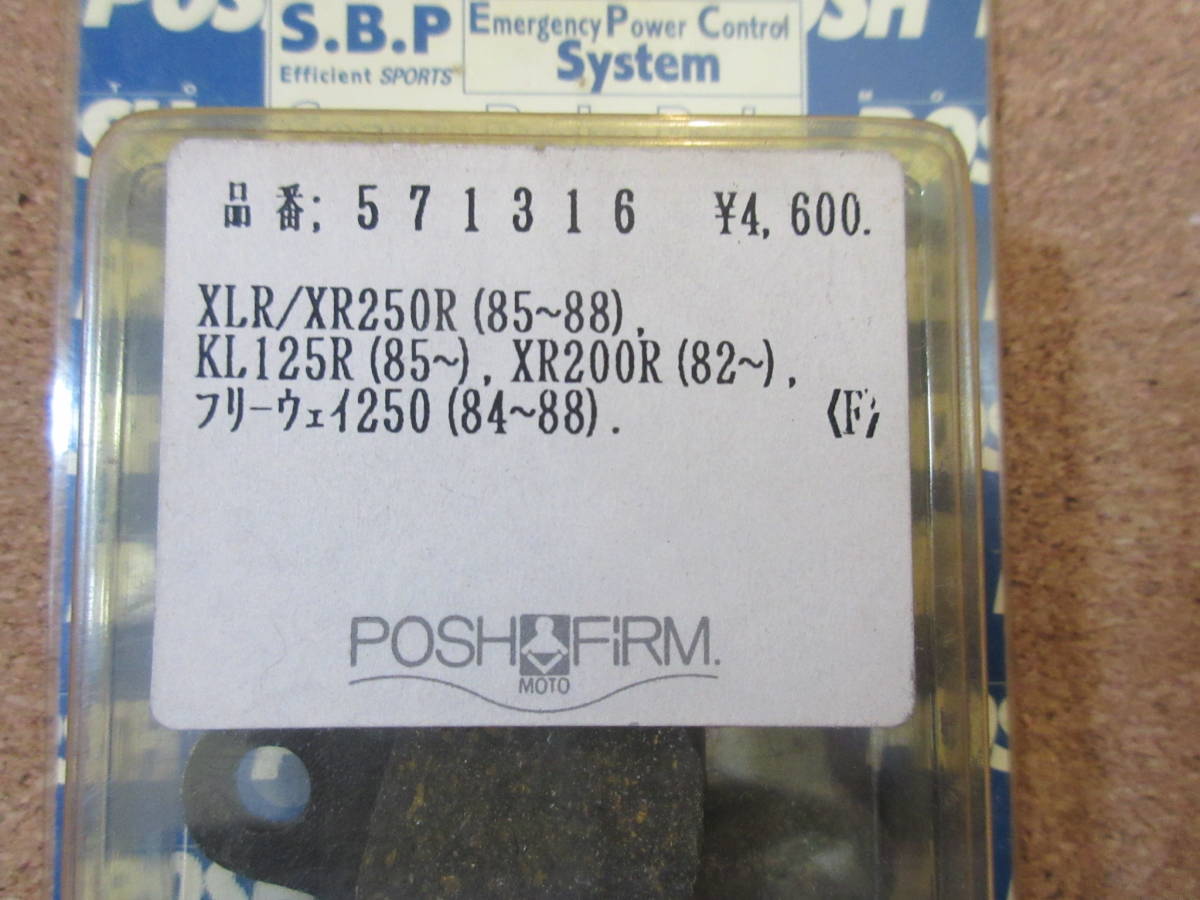 S.B.P
Efficient SPORTS
Emergency Power Control
System
品番; 571316 ¥4,600.
XLR/XR250R(85~88),
KL125R(85~), XR200R(82~),
フリーウェイ250(84~88). 〈F〉
POSH FiRM.
MOTO